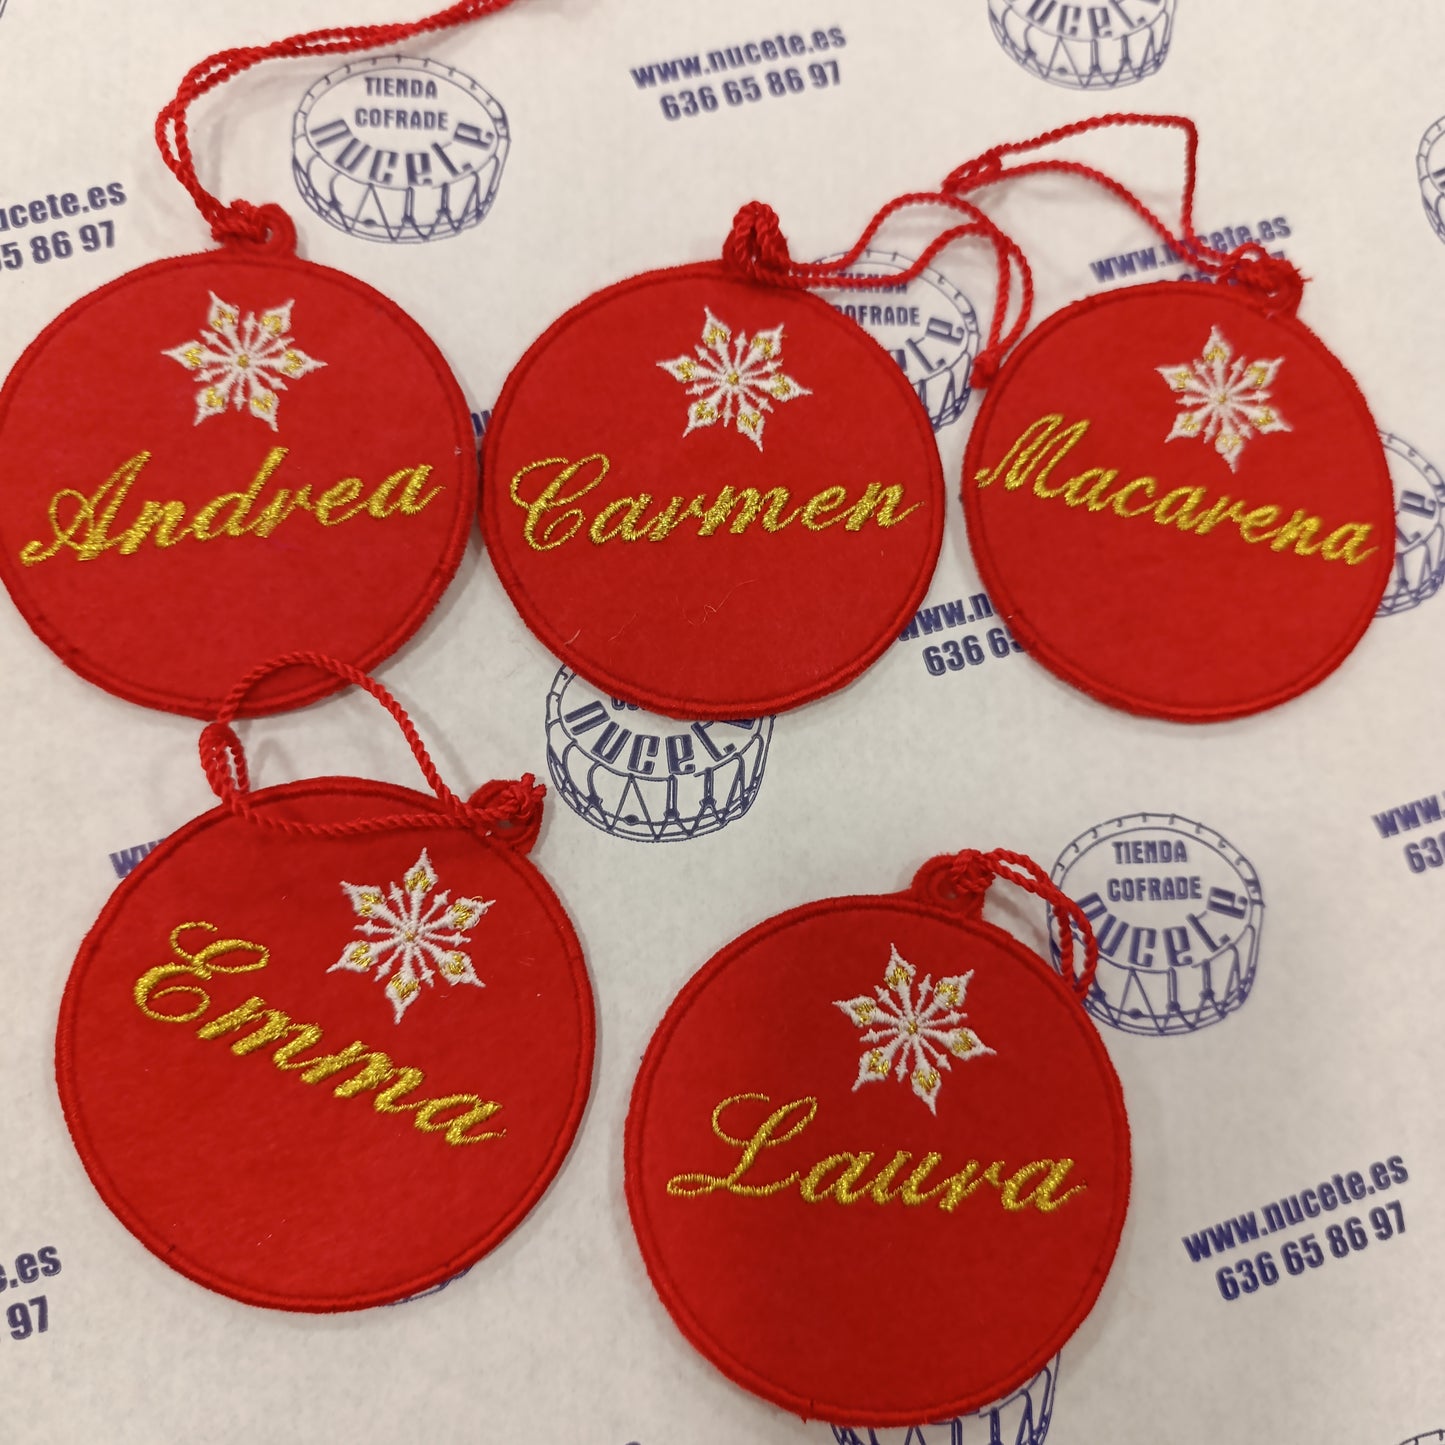 TIENDA
COFRADE
nucete
www.nucete.es
636 65 86 97
Andrea
Carmen
Macarena
nucete
Emma
TIENDA
COFRADE
nucete
Laura
www.nucete.es
636 65 86 97